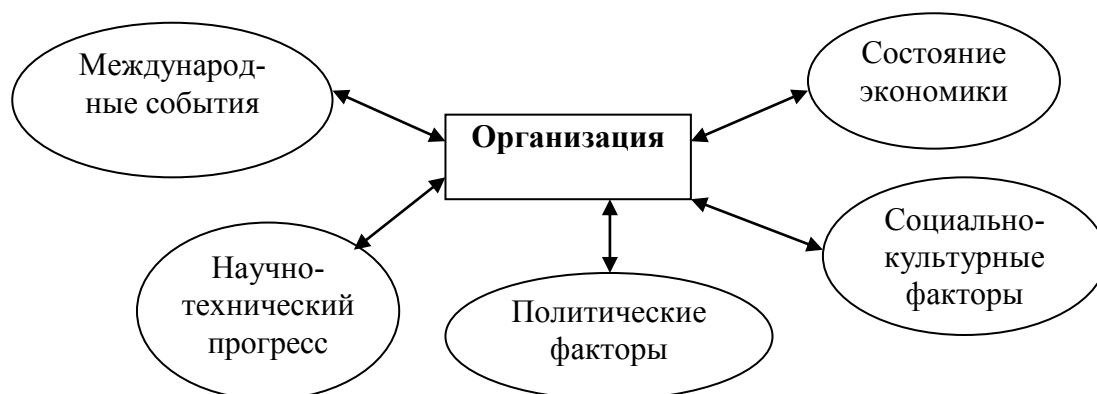 Международ-
ные события
Состояние
экономики
Организация
Социально-
культурные
факторы
Научно-
технический
прогресс
Политические
факторы